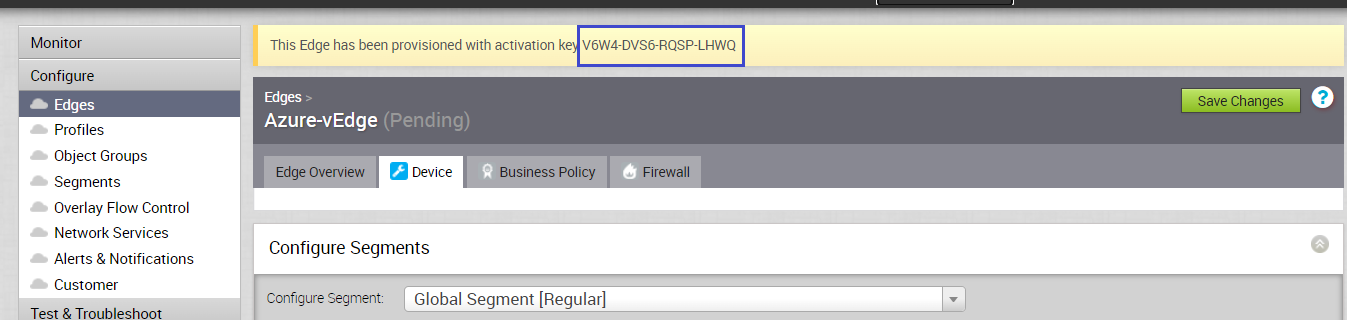 Monitor
Configure
Edges
Profiles
Object Groups
Segments
Overlay Flow Control
Network Services
Alerts & Notifications
Customer
Test & Troubleshoot
This Edge has been provisioned with activation key V6W4-DVS6-RQSP-LHWQ
Edges >
Azure-vEdge (Pending)
Save Changes
?
Edge Overview
Device
Business Policy
Firewall
Configure Segments
Configure Segment: Global Segment [Regular]